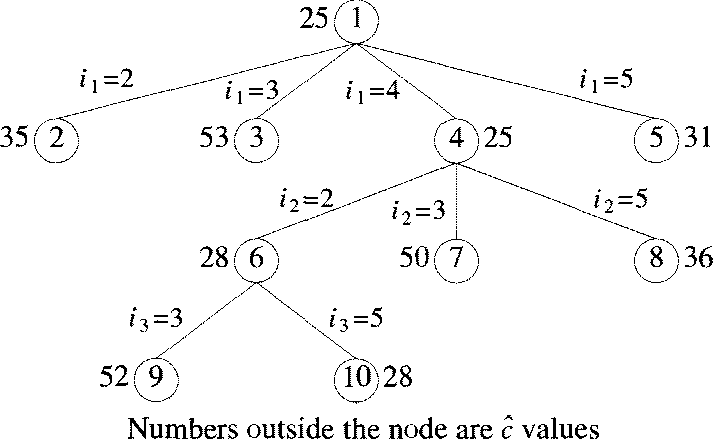 25 1
i₁=2 i₁=3 i₁=4 i₁=5
35 2 53 3 4 25 5 31
i₂=2 i₂=3 i₂=5
28 6 50 7 8 36
i₃=3 i₃=5
52 9 10 28
Numbers outside the node are ĉ values